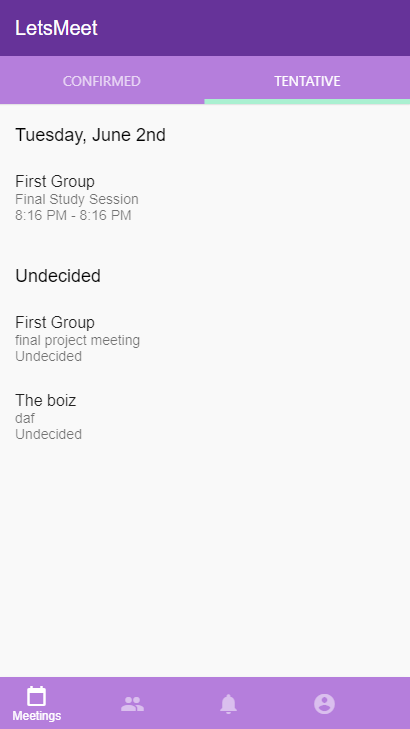 LetsMeet
CONFIRMED
TENTATIVE
Tuesday, June 2nd
First Group
Final Study Session
8:16 PM - 8:16 PM
Undecided
First Group
final project meeting
Undecided
The boiz
daf
Undecided
Meetings